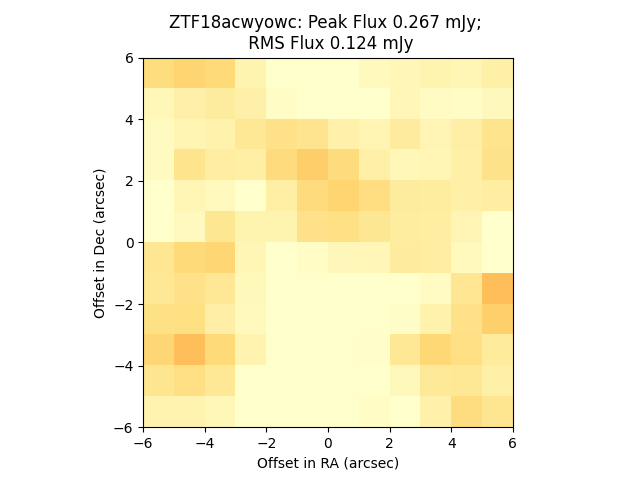 ZTF18acwyowc: Peak Flux 0.267 mJy;
RMS Flux 0.124 mJy
6
4
2
0
−2
−4
−6
Offset in Dec (arcsec)
−6 −4 −2 0 2 4 6
Offset in RA (arcsec)